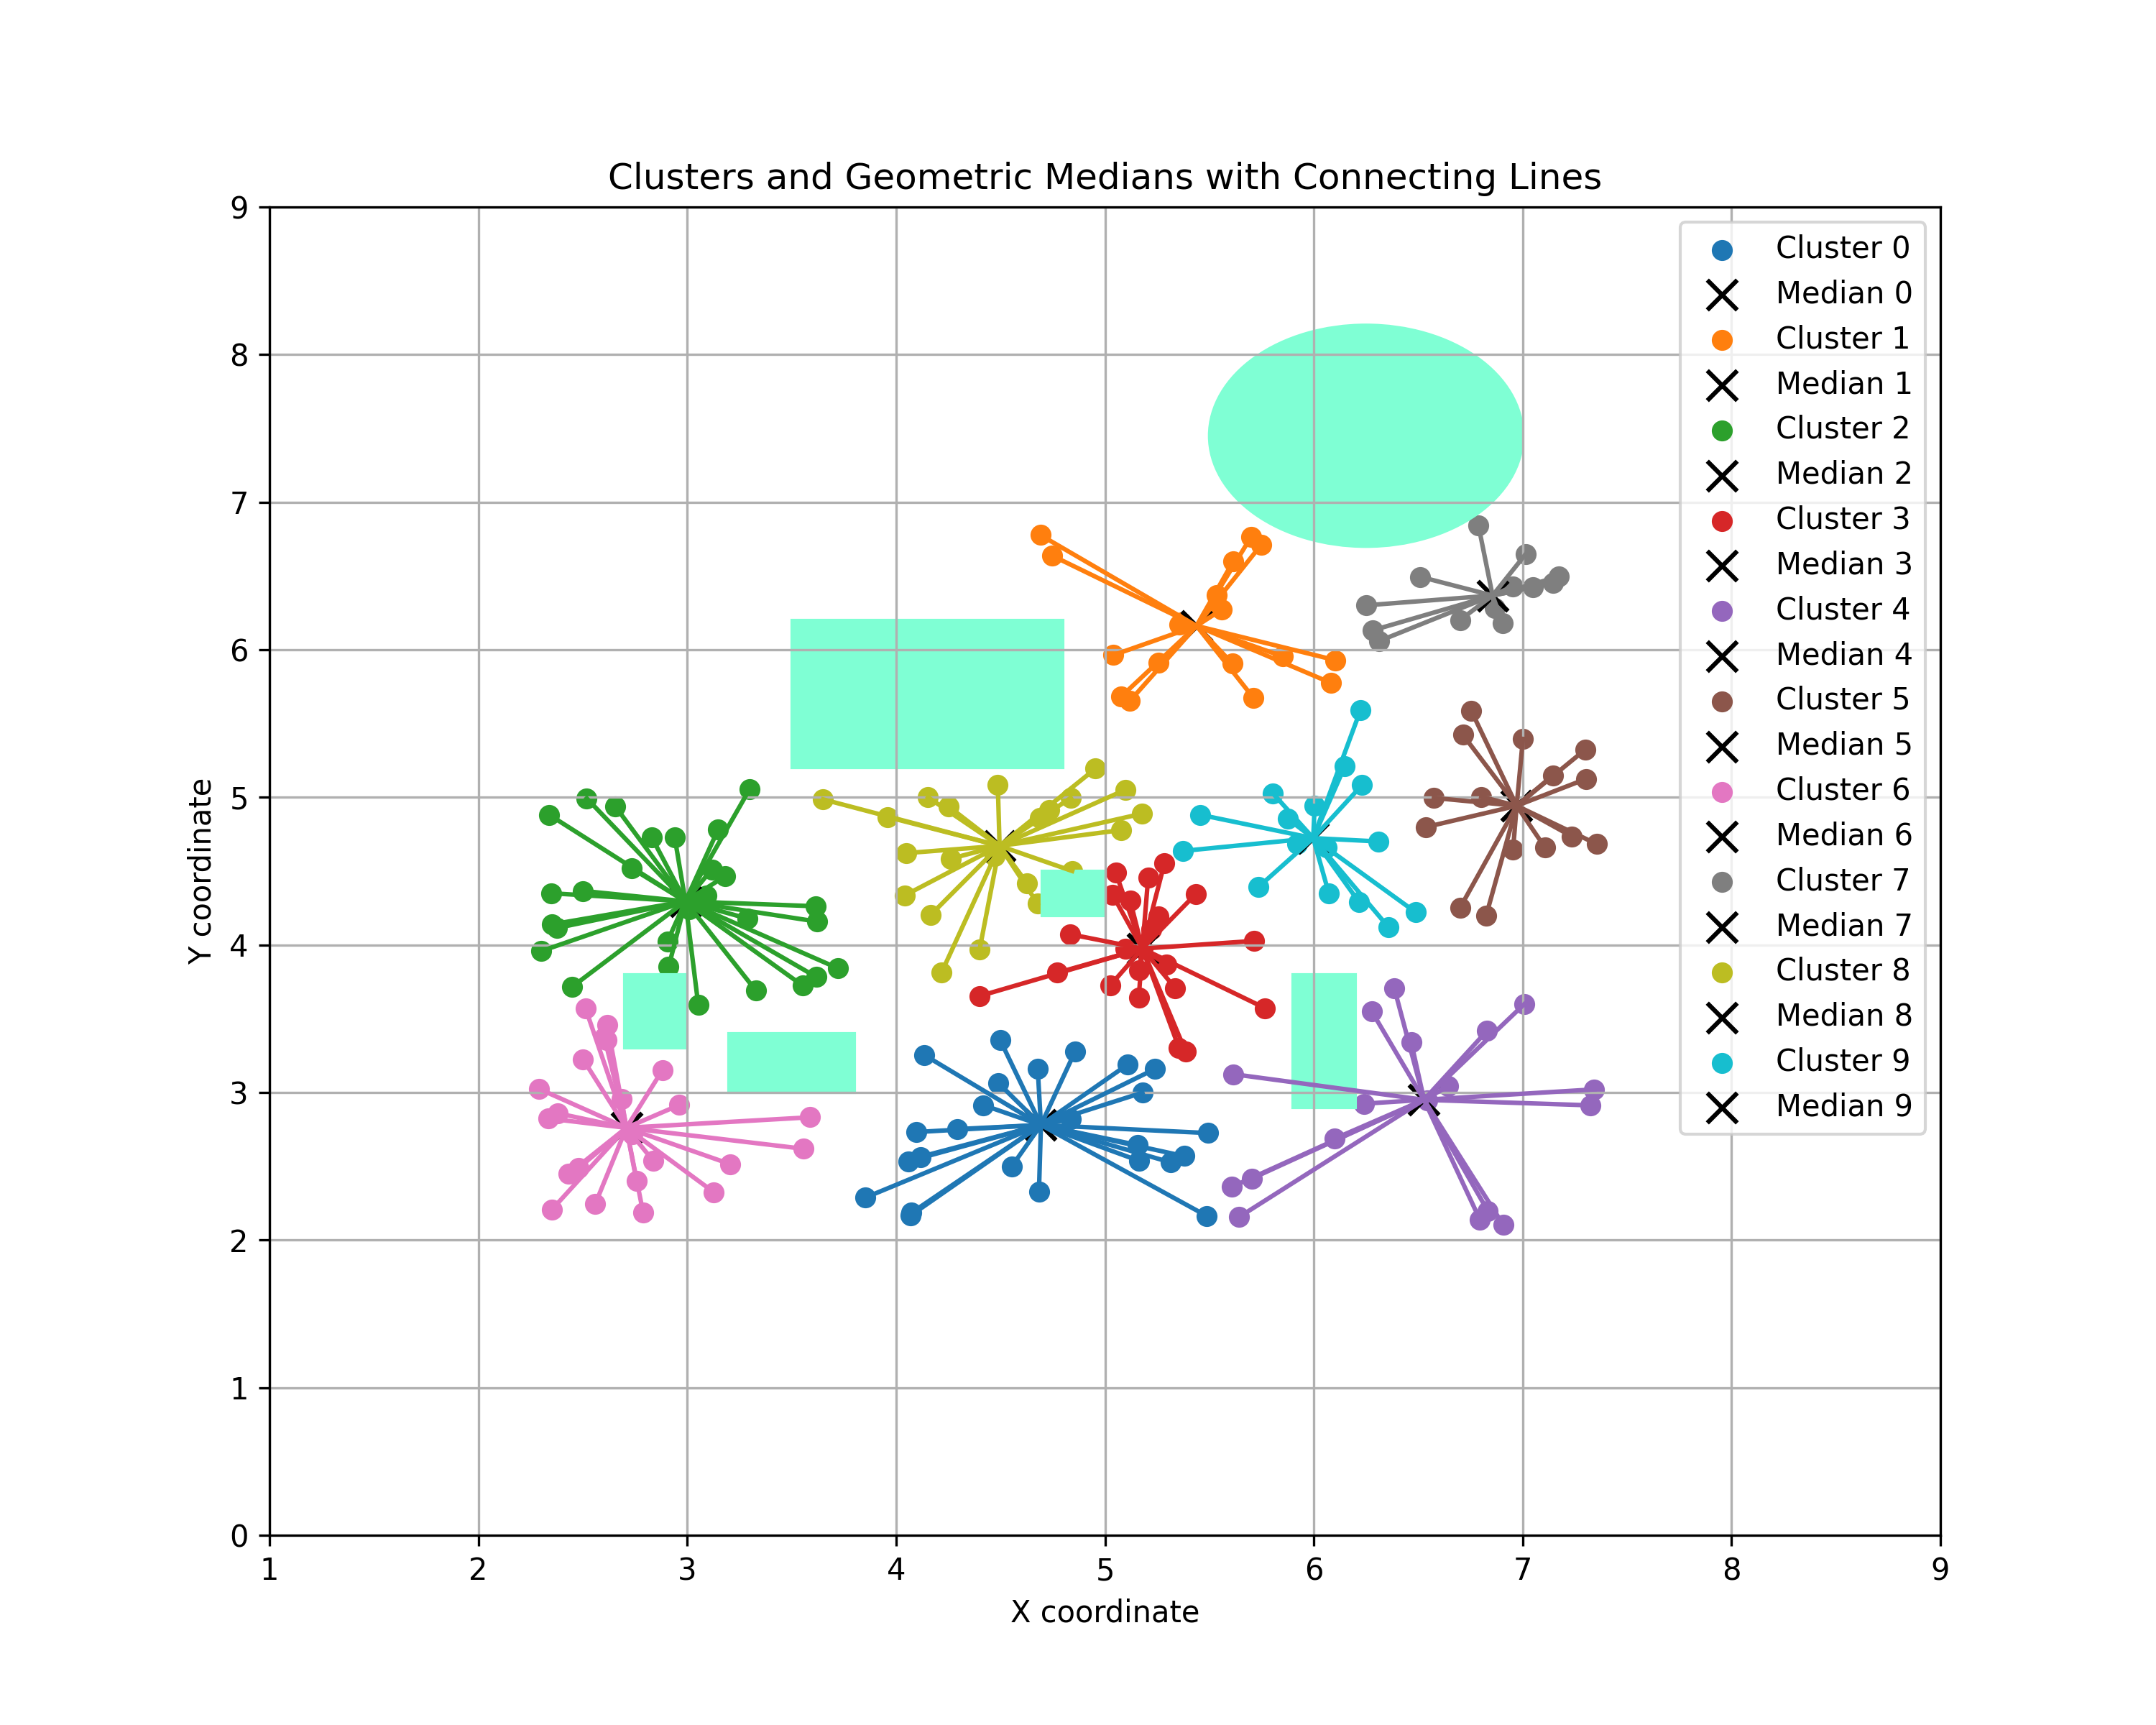 Clusters and Geometric Medians with Connecting Lines
9
8
7
6
5
4
3
2
1
0
Y coordinate
1 2 3 4 5 6 7 8 9
X coordinate
Cluster 0
Median 0
Cluster 1
Median 1
Cluster 2
Median 2
Cluster 3
Median 3
Cluster 4
Median 4
Cluster 5
Median 5
Cluster 6
Median 6
Cluster 7
Median 7
Cluster 8
Median 8
Cluster 9
Median 9